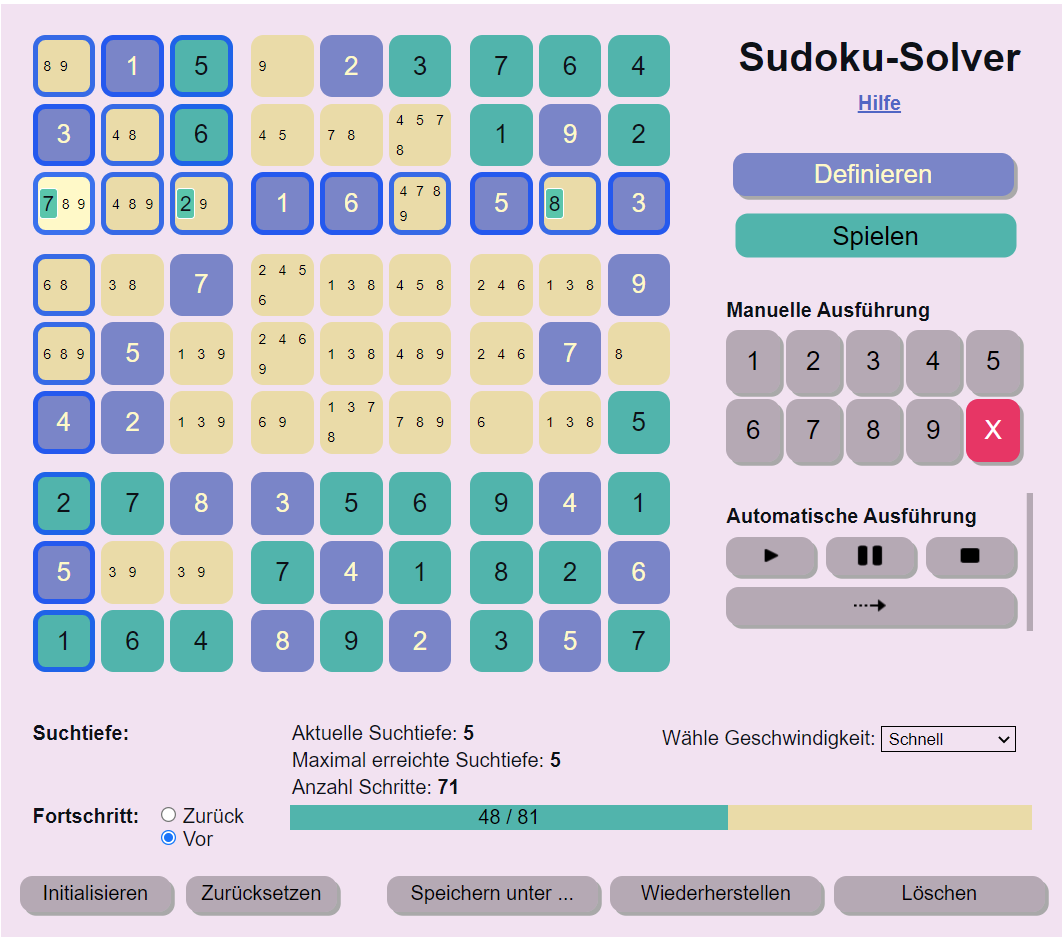 Sudoku-Solver
Hilfe
8 9 1 5 9 2 3 7 6 4
3 4 8 6 4 5 7 8 4 5 7 8 1 9 2
7 8 9 4 8 9 2 9 1 6 4 7 8 9 5 8 3
6 8 3 8 7 2 4 5 6 1 3 8 4 5 8 2 4 6 1 3 8 9
6 8 9 5 1 3 9 2 4 6 9 1 3 8 4 8 9 2 4 6 7 8
4 2 1 3 9 6 9 1 3 7 8 7 8 9 6 1 3 8 5
2 7 8 3 5 6 9 4 1
5 3 9 3 9 7 4 1 8 2 6
1 6 4 8 9 2 3 5 7
Definieren
Spielen
Manuelle Ausführung
1 2 3 4 5
6 7 8 9 X
Automatische Ausführung
Suchtiefe:
Aktuelle Suchtiefe: 5
Maximal erreichte Suchtiefe: 5
Anzahl Schritte: 71
Wähle Geschwindigkeit: Schnell
Fortschritt:
Zurück
Vor
48 / 81
Initialisieren
Zurücksetzen
Speichern unter ...
Wiederherstellen
Löschen